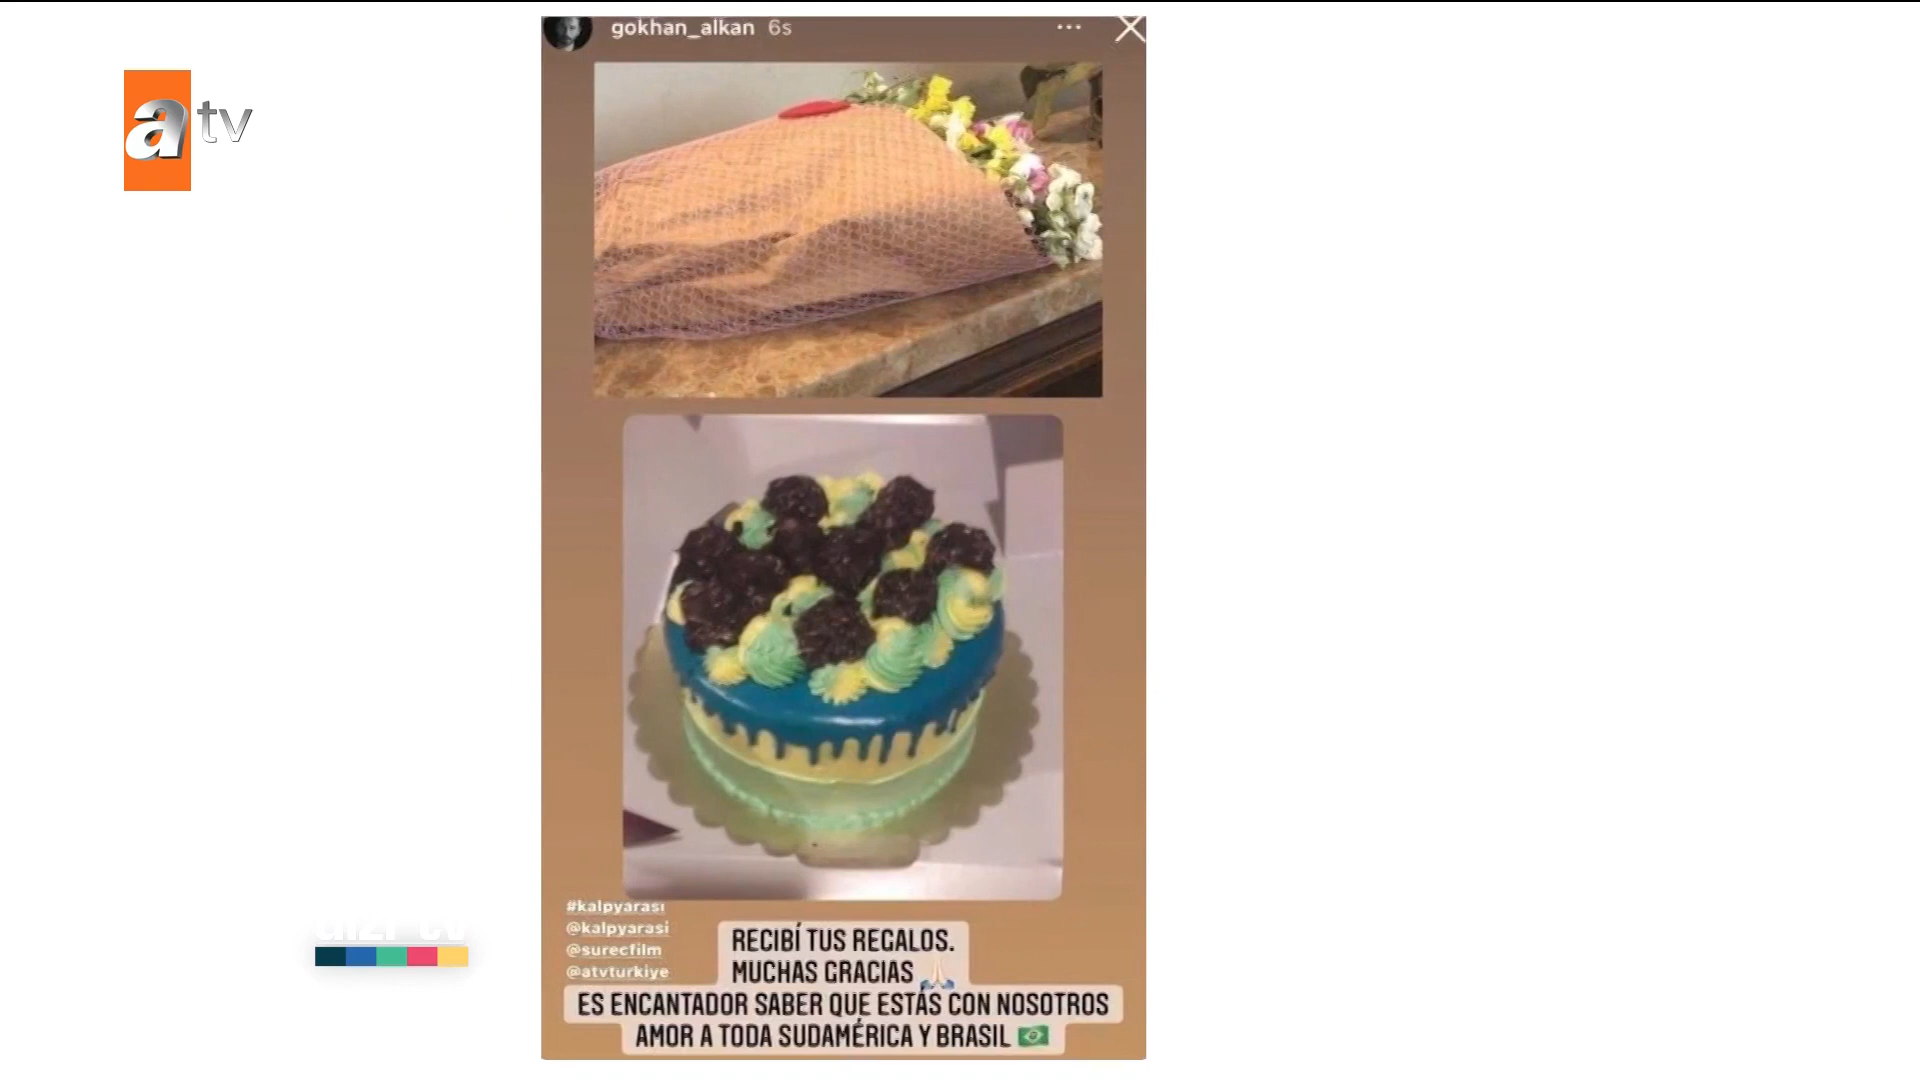 gokhan_alkan 6s
atv
#kalpyarası
@kalpyarasi
@surecfilm
@atvturkiye
RECIBÍ TUS REGALOS.
MUCHAS GRACIAS 🙏🏻
ES ENCANTADOR SABER QUE ESTÁS CON NOSOTROS
AMOR A TODA SUDAMÉRICA Y BRASIL 🇧🇷